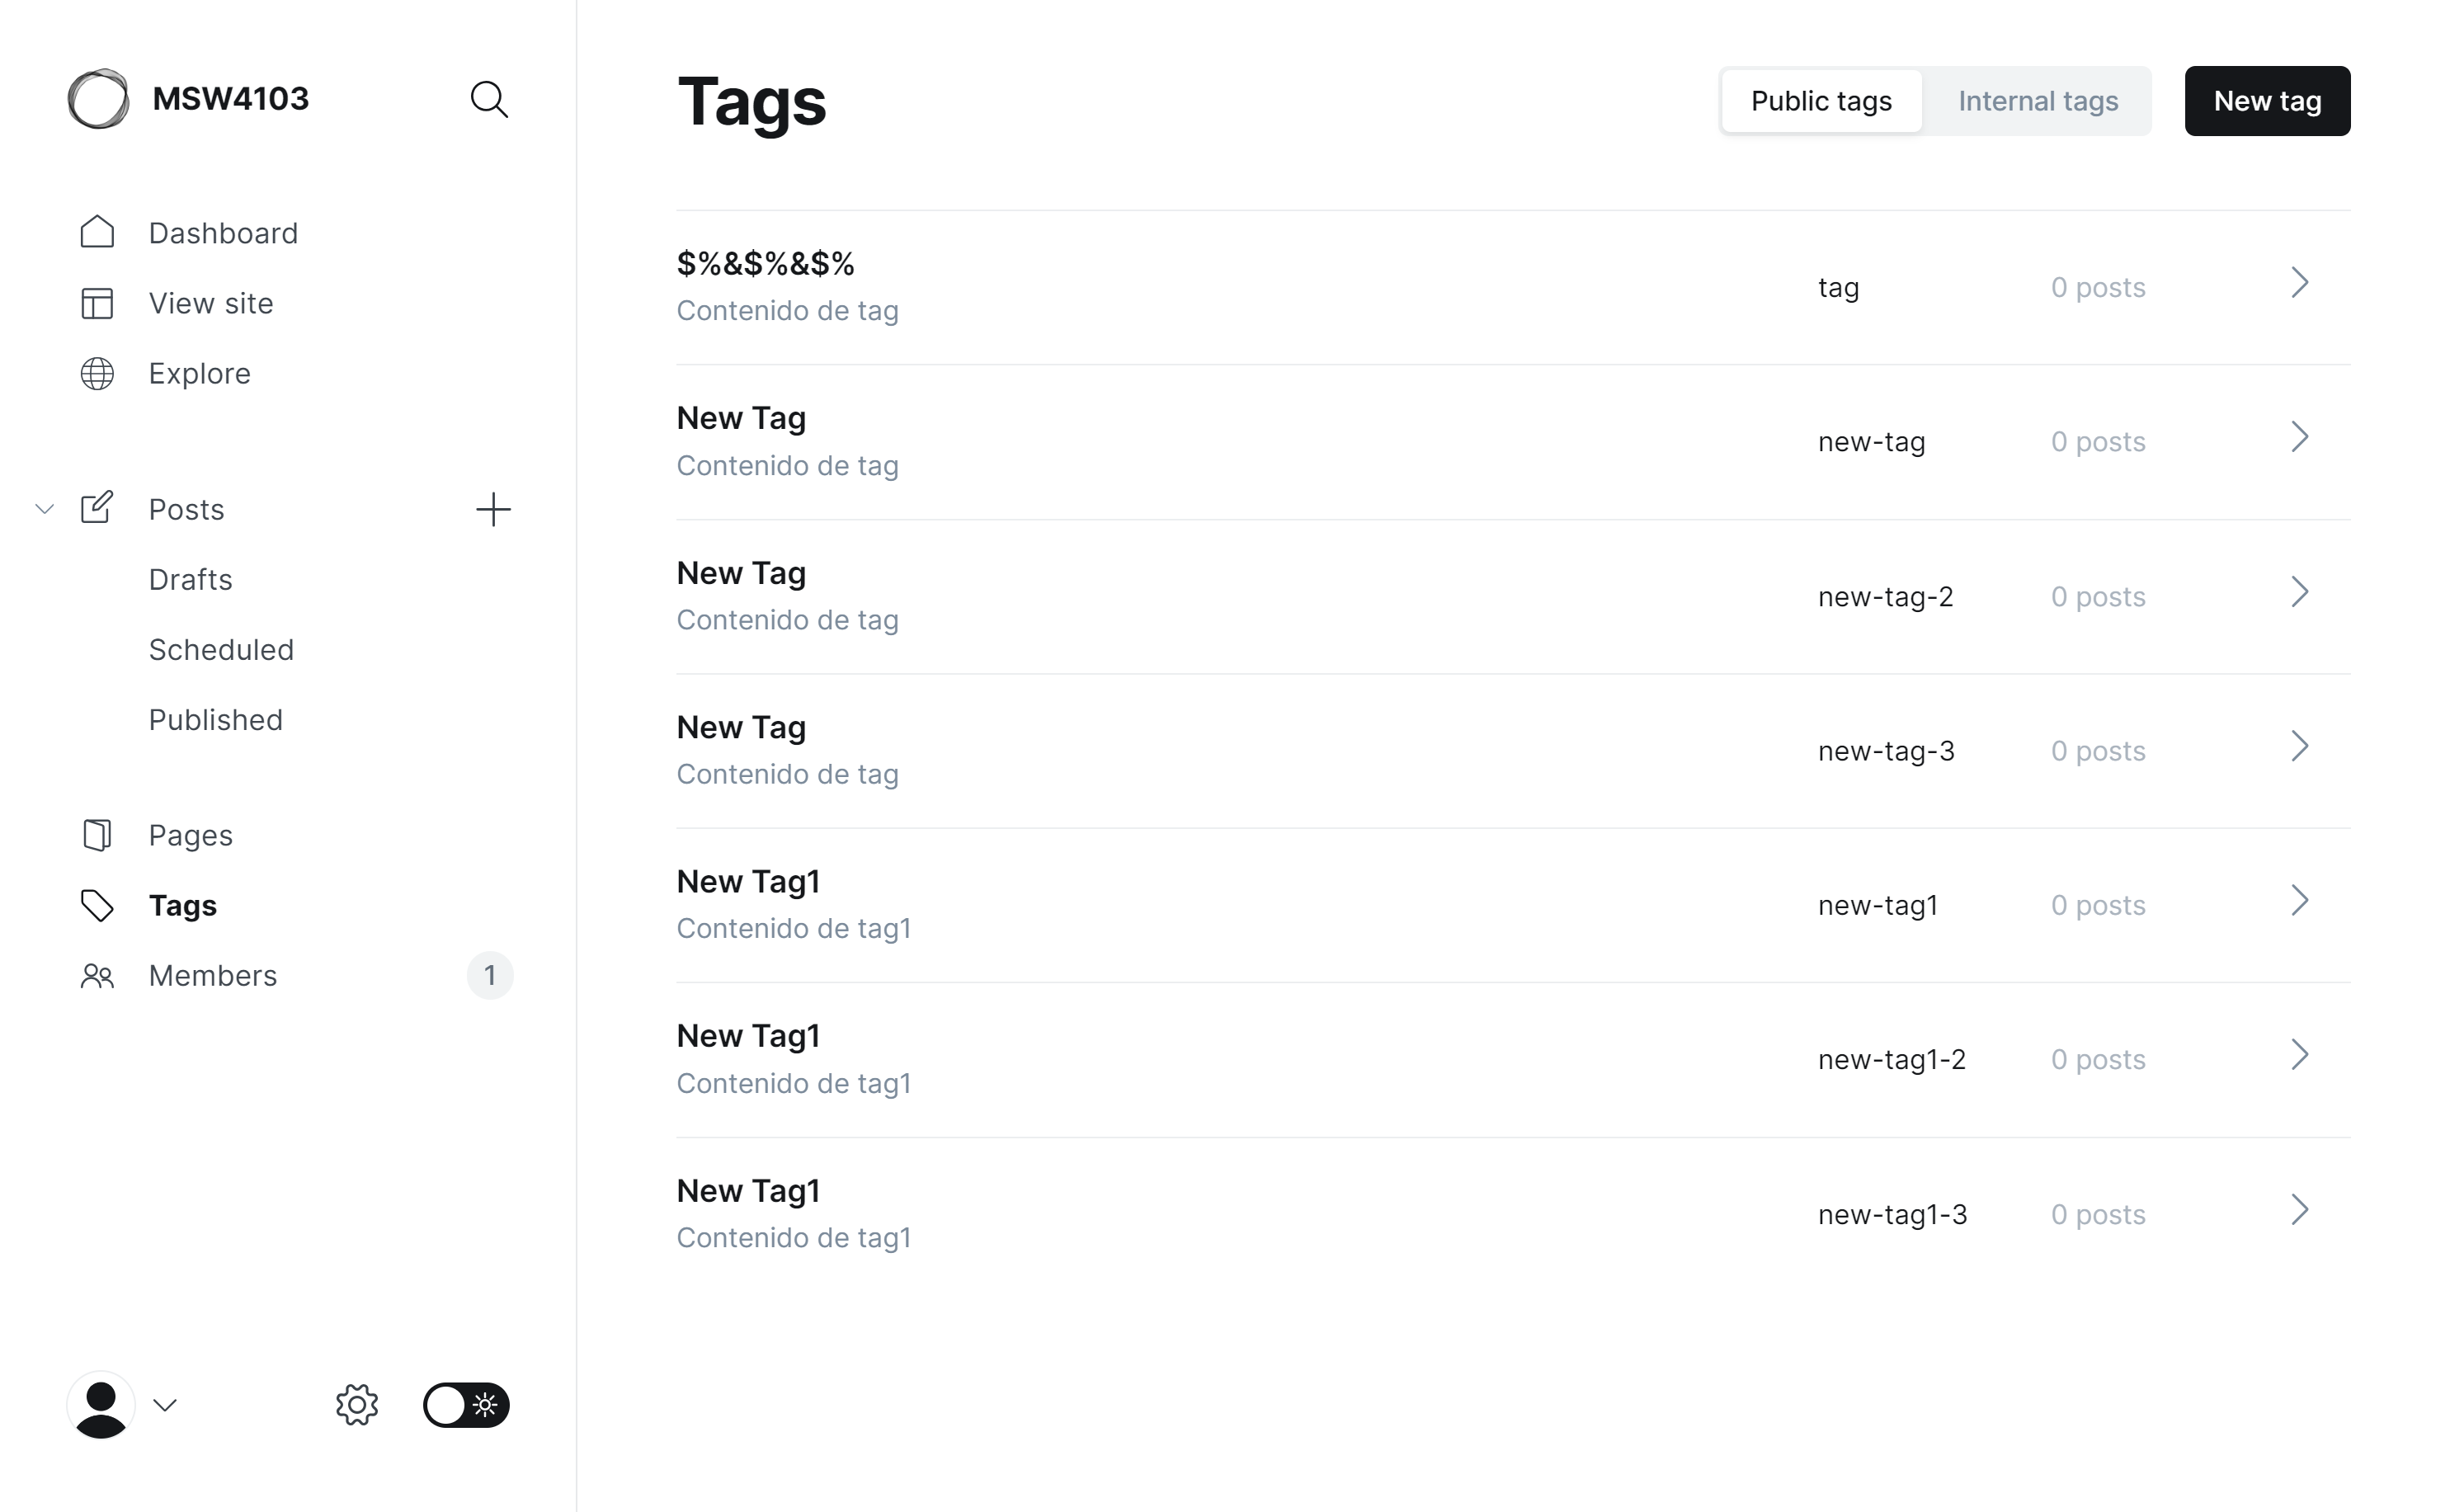 MSW4103
Dashboard
View site
Explore
Posts
Drafts
Scheduled
Published
Pages
Tags
Members 1
Tags
Public tags Internal tags New tag
$%&$%&$%
Contenido de tag
tag 0 posts
New Tag
Contenido de tag
new-tag 0 posts
New Tag
Contenido de tag
new-tag-2 0 posts
New Tag
Contenido de tag
new-tag-3 0 posts
New Tag1
Contenido de tag1
new-tag1 0 posts
New Tag1
Contenido de tag1
new-tag1-2 0 posts
New Tag1
Contenido de tag1
new-tag1-3 0 posts